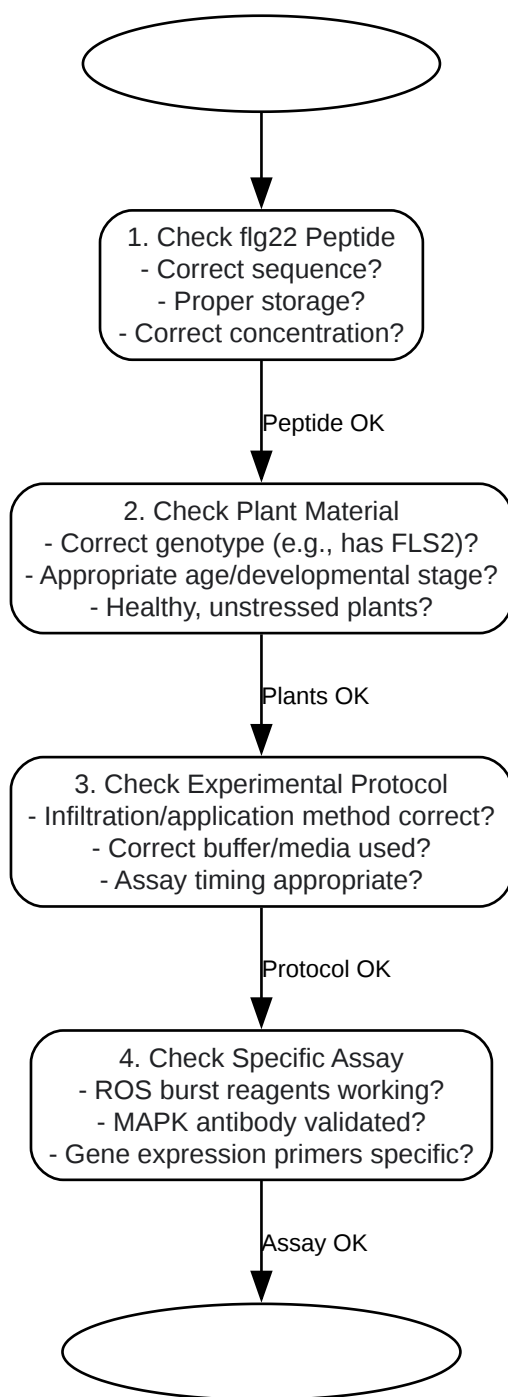 1. Check flg22 Peptide
- Correct sequence?
- Proper storage?
- Correct concentration?
Peptide OK
2. Check Plant Material
- Correct genotype (e.g., has FLS2)?
- Appropriate age/developmental stage?
- Healthy, unstressed plants?
Plants OK
3. Check Experimental Protocol
- Infiltration/application method correct?
- Correct buffer/media used?
- Assay timing appropriate?
Protocol OK
4. Check Specific Assay
- ROS burst reagents working?
- MAPK antibody validated?
- Gene expression primers specific?
Assay OK